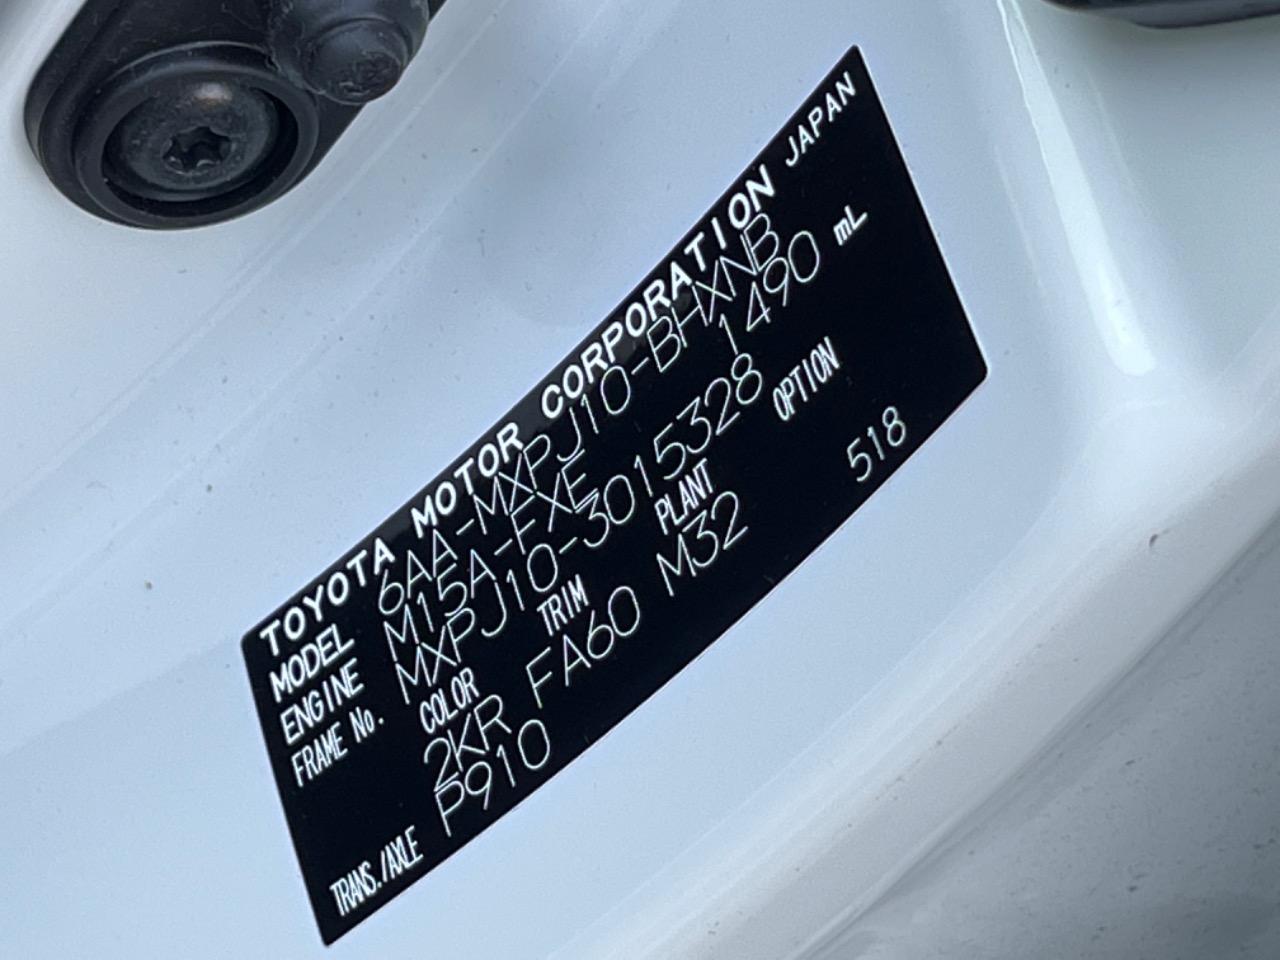 TOYOTA MOTOR CORPORATION JAPAN
MODEL 6AA-MXPJ10-BHXNB
ENGINE M15A-FXE 1490 mL
FRAME No. MXPJ10-3015328
COLOR TRIM PLANT OPTION
2KR FA60 M32 518
TRANS./AXLE P910